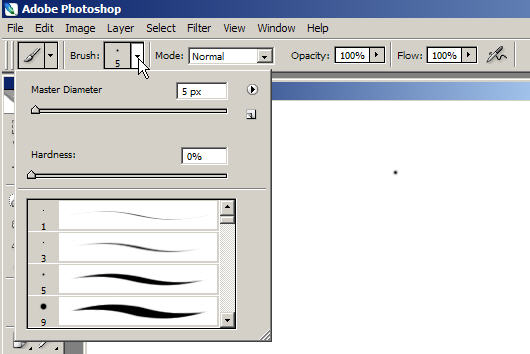 Adobe Photoshop
File Edit Image Layer Select Filter View Window Help
Brush: 5 Mode: Normal Opacity: 100% Flow: 100%
Master Diameter 5 px
Hardness: 0%
1
3
5
9